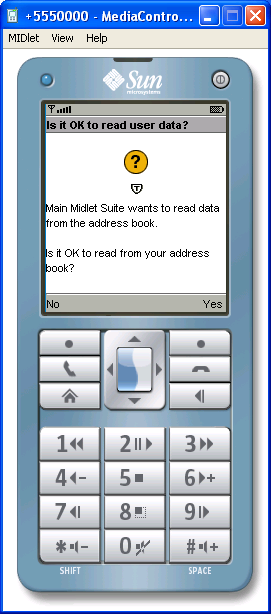 +5550000 - MediaContro...
MIDlet View Help
Sun
microsystems
Is it OK to read user data?
?
T
Main Midlet Suite wants to read data
from the address book.
Is it OK to read from your address
book?
No Yes
1 2 3
4- 5 6+
7 8 9
*- 0 #+
SHIFT SPACE